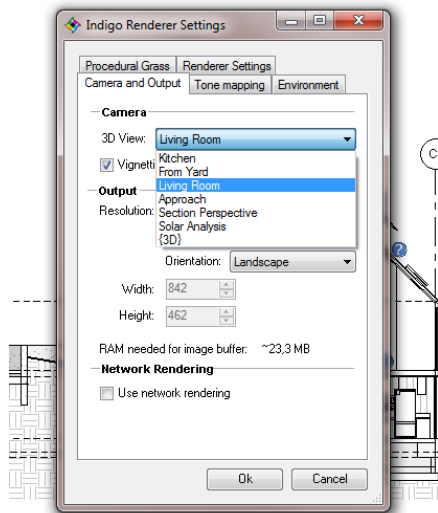 Indigo Renderer Settings
Procedural Grass Renderer Settings
Camera and Output Tone mapping Environment
Camera
3D View: Living Room
Kitchen
From Yard
Living Room
Approach
Section Perspective
Solar Analysis
{3D}
Vignetti
Output
Resolution:
Orientation: Landscape
Width: 842
Height: 462
RAM needed for image buffer: ~23,3 MB
Network Rendering
Use network rendering
Ok Cancel
C
?